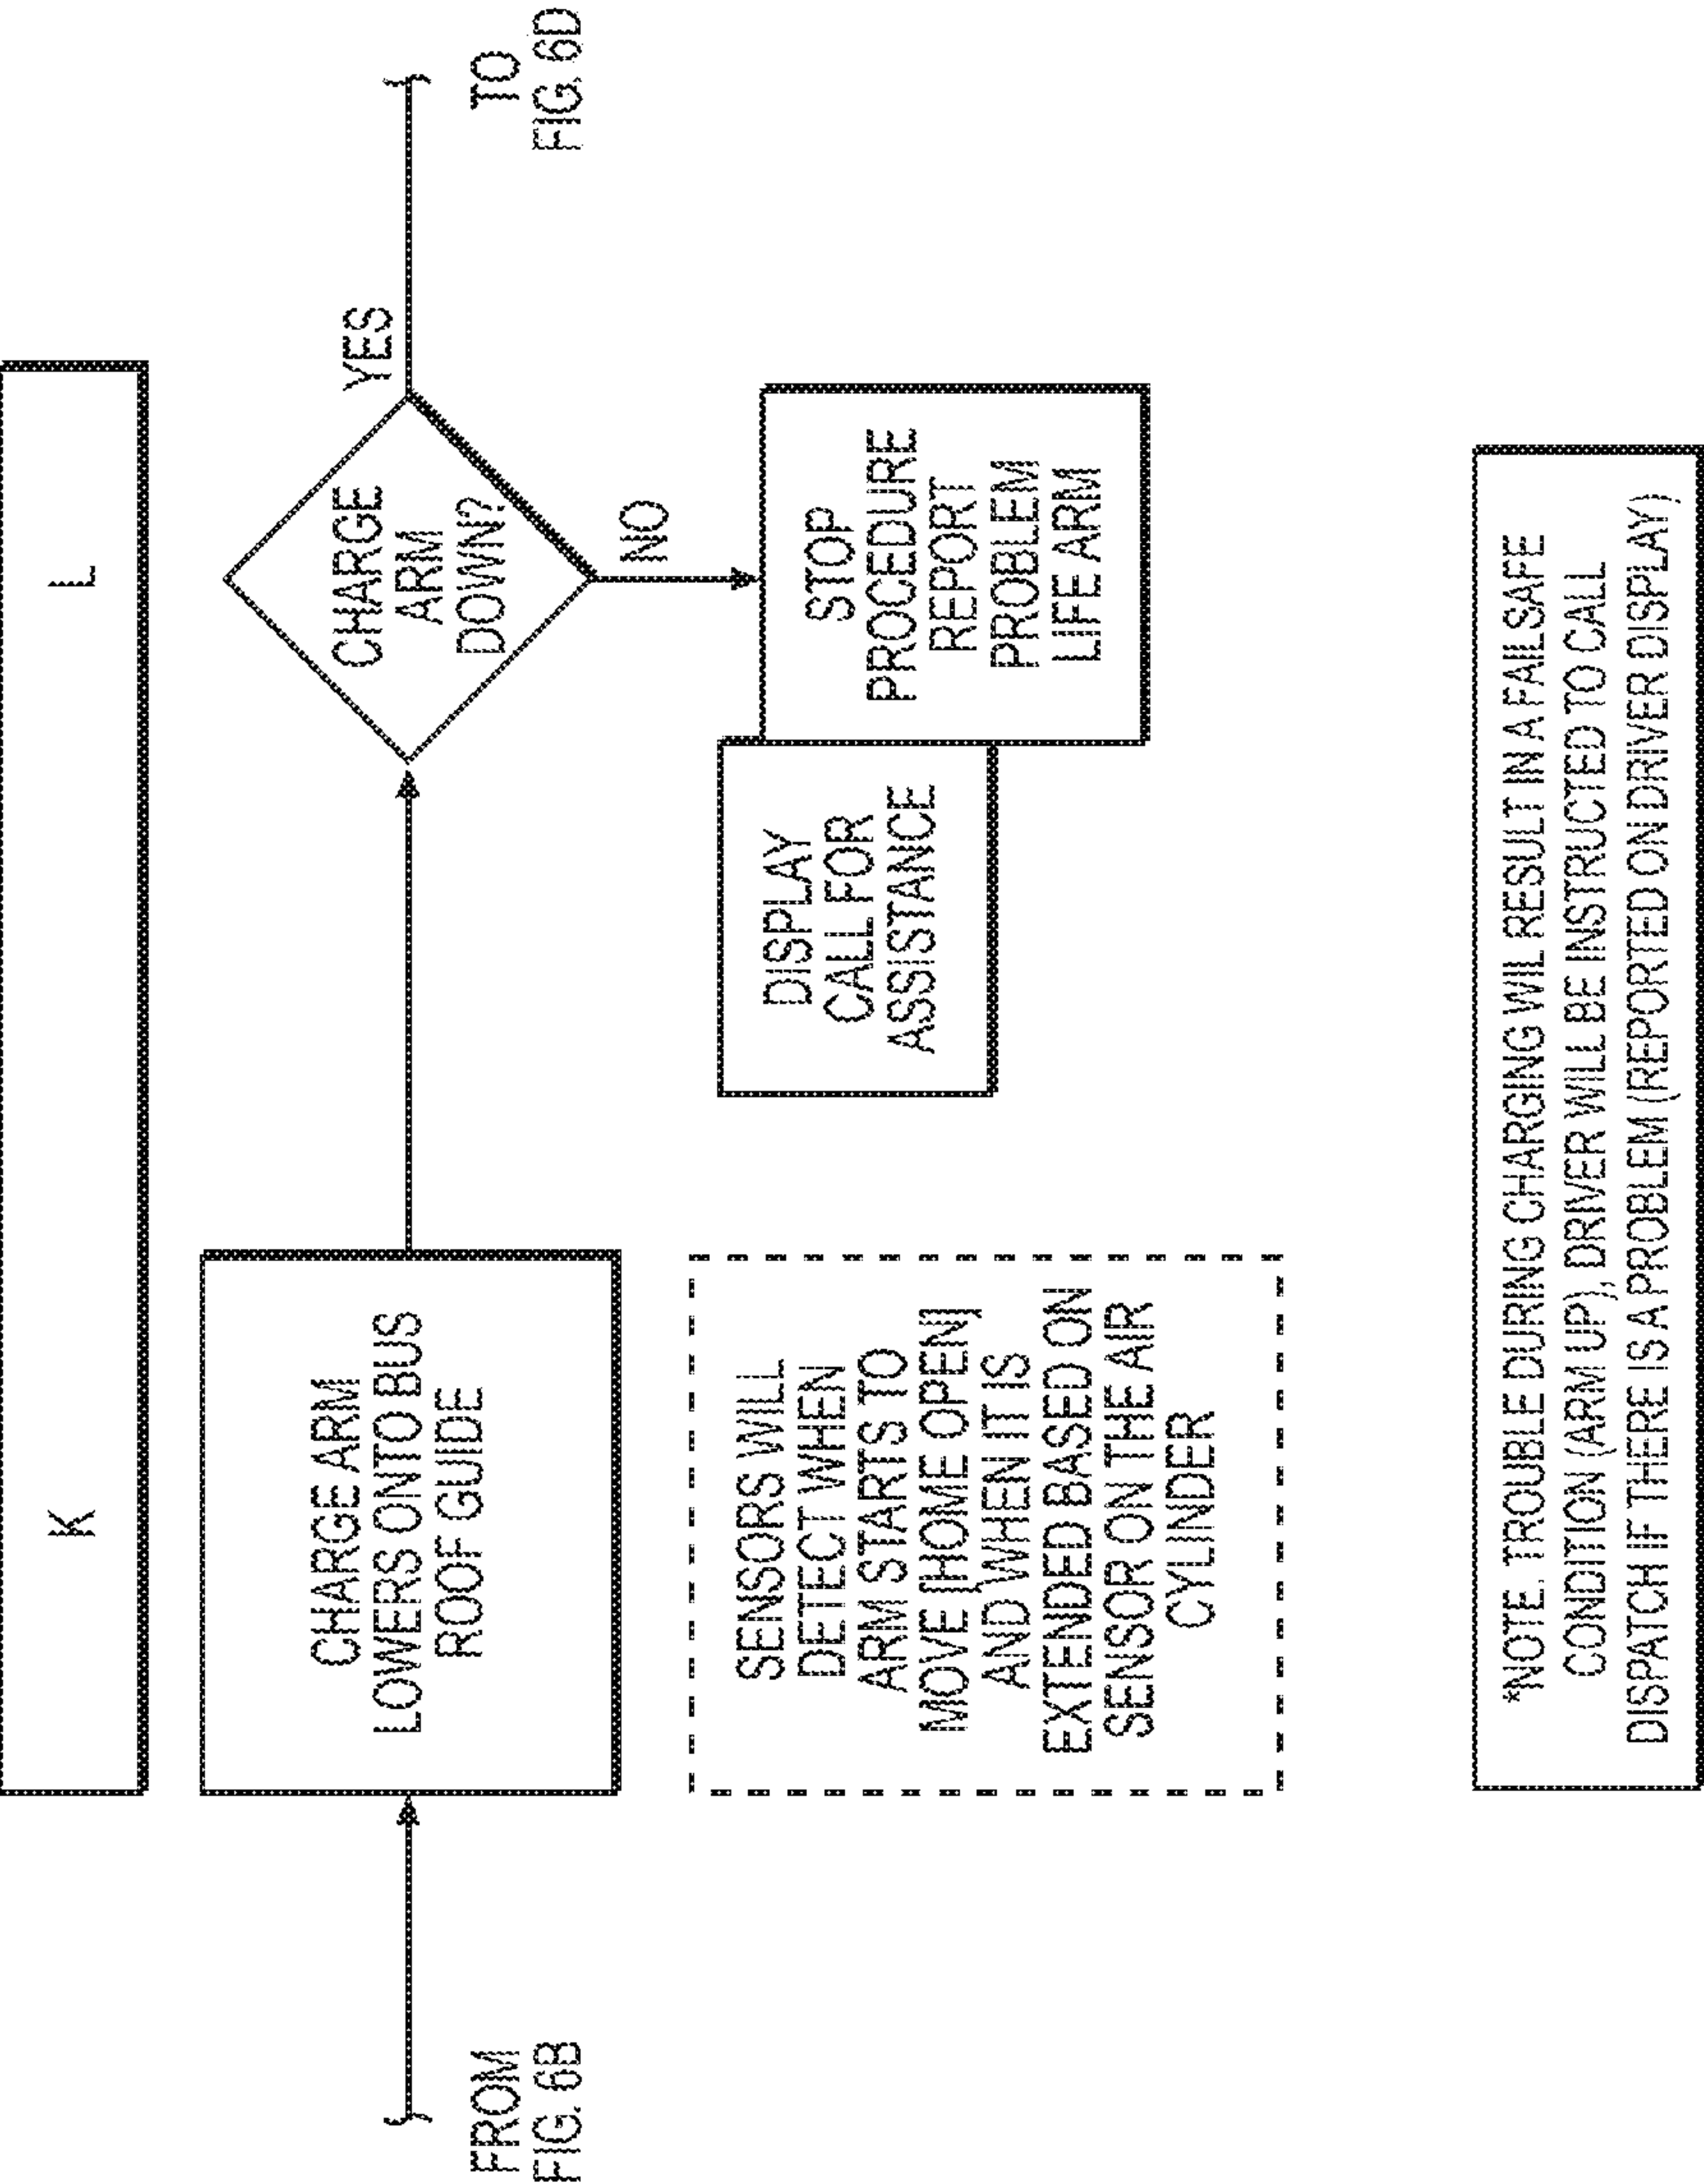 K
L
FROM
FIG. 6B
CHARGE ARM
LOWERS ONTO BUS
ROOF GUIDE
CHARGE
ARM
DOWN?
YES
TO
FIG. 6D
NO
SENSORS WILL
DETECT WHEN
ARM STARTS TO
MOVE [HOME OPEN]
AND WHEN IT IS
EXTENDED BASED ON
SENSOR ON THE AIR
CYLINDER
DISPLAY
CALL FOR
ASSISTANCE
STOP
PROCEDURE
REPORT
PROBLEM
LIFE ARM
*NOTE. TROUBLE DURING CHARGING WIL RESULT IN A FAILSAFE
CONDITION (ARM UP), DRIVER WILL BE INSTRUCTED TO CALL
DISPATCH IF THERE IS A PROBLEM (REPORTED ON DRIVER DISPLAY)